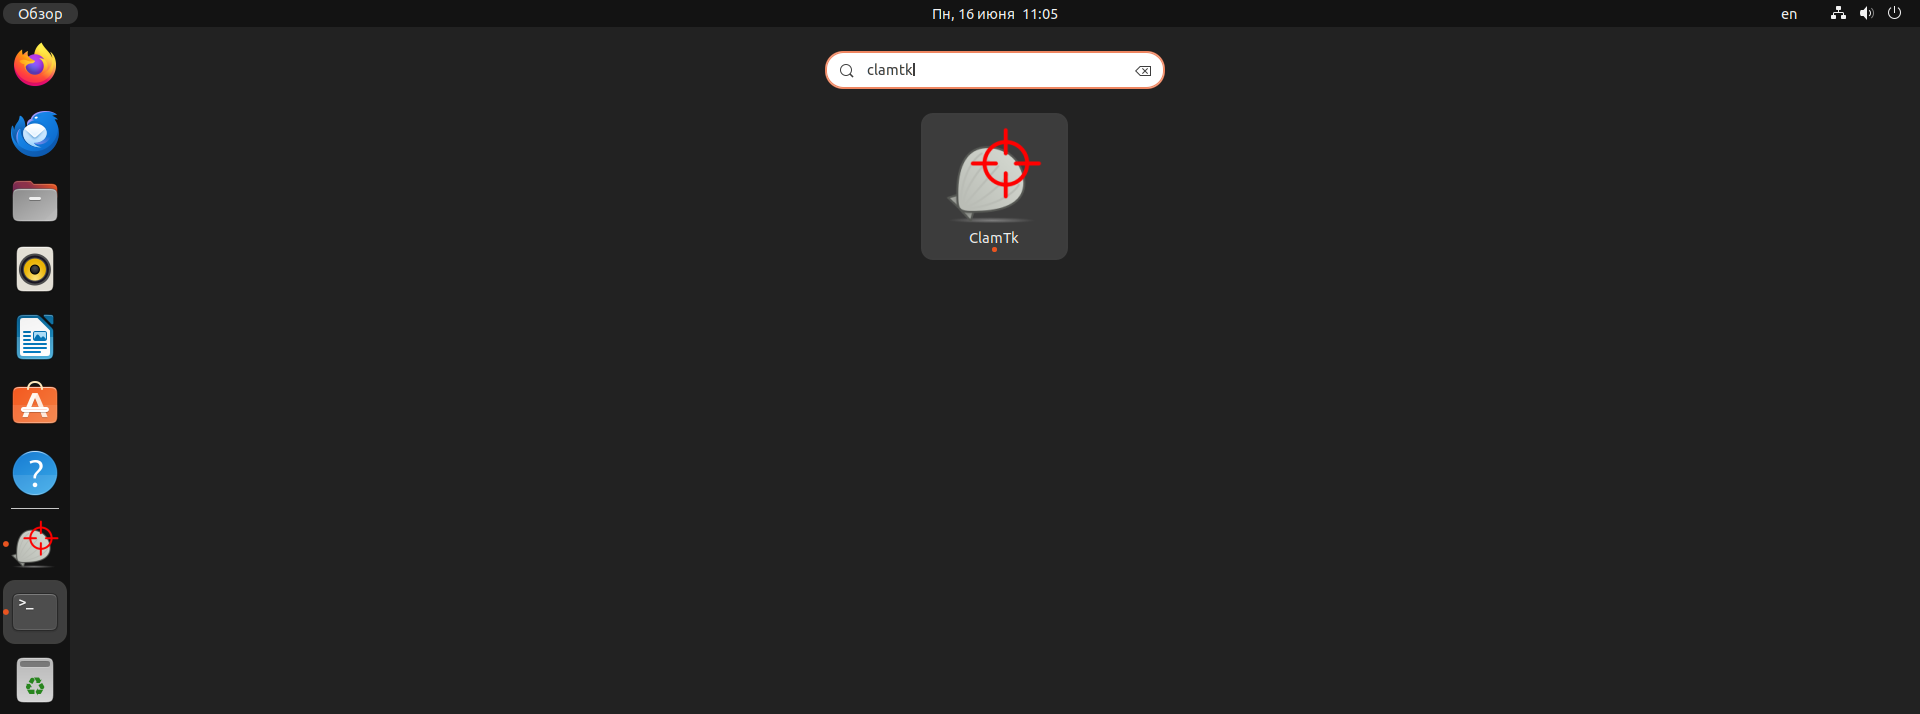 Обзор
Пн, 16 июня 11:05
en
clamtk
ClamTk
?
>_